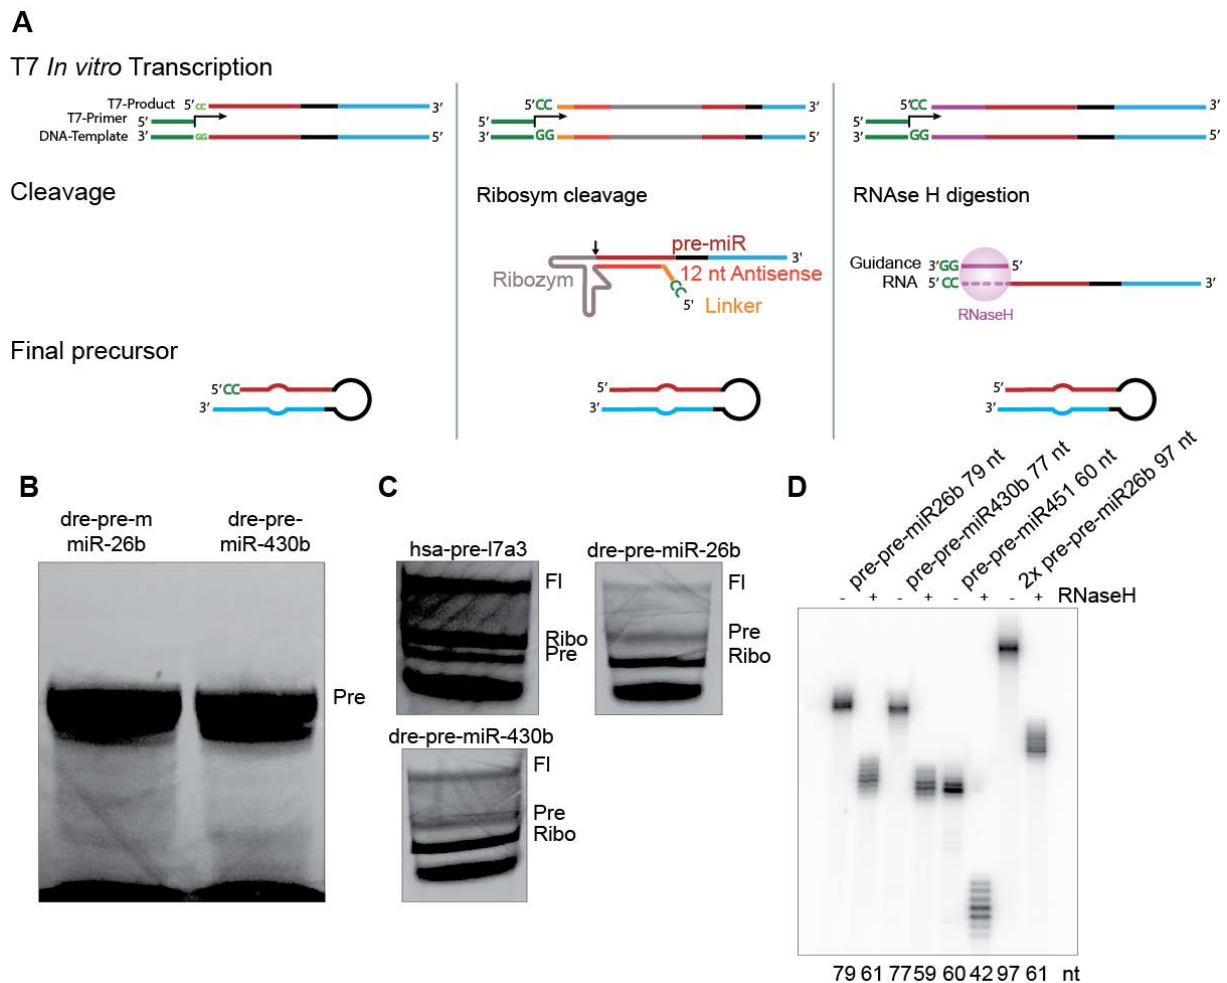 A
T7 In vitro Transcription
T7-Product 5' CC 3'
T7-Primer 5'
DNA-Template 3' GG 5'
5'CC 3'
5'
3' GG 5'
5'CC 3'
5'
3' GG 5'
Cleavage
Ribosym cleavage
RNAse H digestion
pre-miR 3'
Ribozym 12 nt Antisense
CC
5' Linker
Guidance 3'GG 5'
RNA 5' CC 3'
RNaseH
Final precursor
5'CC
3'
5'
3'
5'
3'
B
dre-pre-m
miR-26b
dre-pre-
miR-430b
Pre
C
hsa-pre-l7a3
Fl
Ribo
Pre
dre-pre-miR-26b
Fl
Pre
Ribo
dre-pre-miR-430b
Fl
Pre
Ribo
D
pre-pre-miR26b 79 nt
pre-pre-miR430b 77 nt
pre-pre-miR451 60 nt
2x pre-pre-miR26b 97 nt
- + - + - + - + RNaseH
79 61 77 59 60 42 97 61 nt